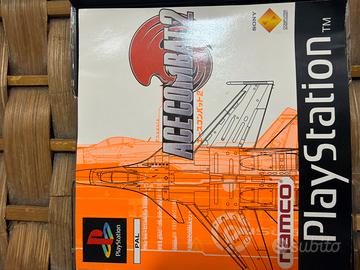 ACE COMBAT 2
エースコンバット2
SONY
PlayStation™
namco
PlayStation
PAL
subito